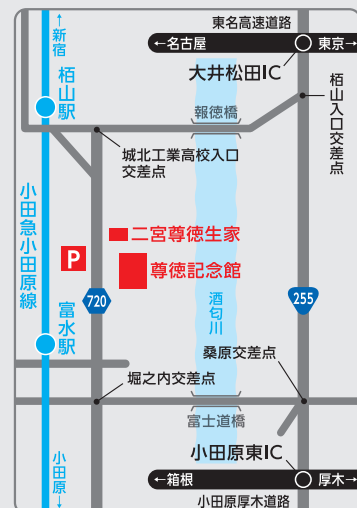 東名高速道路
←名古屋 東京→
大井松田IC
↑新宿
栢山駅
報徳橋
栢山入口交差点
城北工業高校入口
交差点
小田急小田原線
二宮尊徳生家
P
尊徳記念館
720
酒匂川
255
富水駅
桑原交差点
堀之内交差点
富士道橋
小田原東IC
小田原↓
←箱根 厚木→
小田原厚木道路